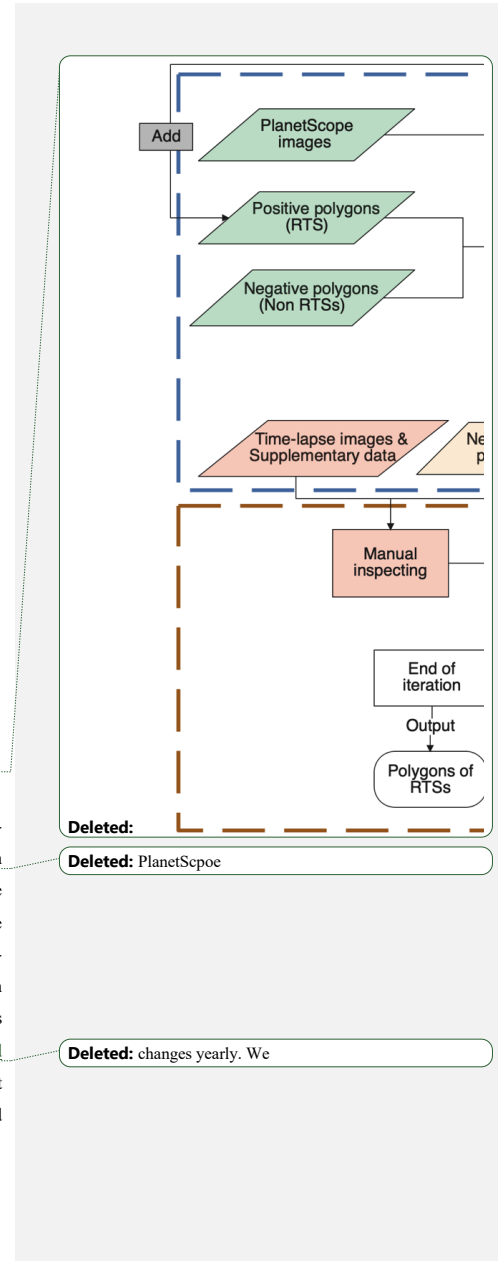 Add
PlanetScope
images
Positive polygons
(RTS)
Negative polygons
(Non RTSs)
Time-lapse images &
Supplementary data
Manual
inspecting
End of
iteration
Output
Polygons of
RTSs
Deleted:
Deleted: PlanetScpoe
Deleted: changes yearly. We